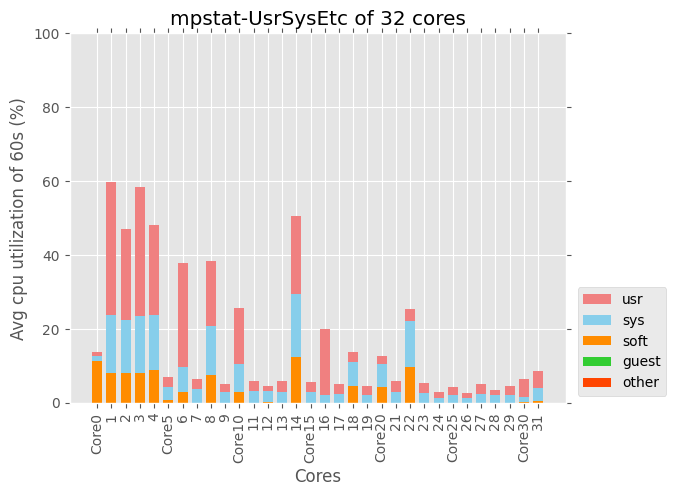 mpstat-UsrSysEtc of 32 cores
Avg cpu utilization of 60s (%)
100
80
60
40
20
0
Core0
1
2
3
4
Core5
6
7
8
9
Core10
11
12
13
14
Core15
16
17
18
19
Core20
21
22
23
24
Core25
26
27
28
29
Core30
31
Cores
usr
sys
soft
guest
other